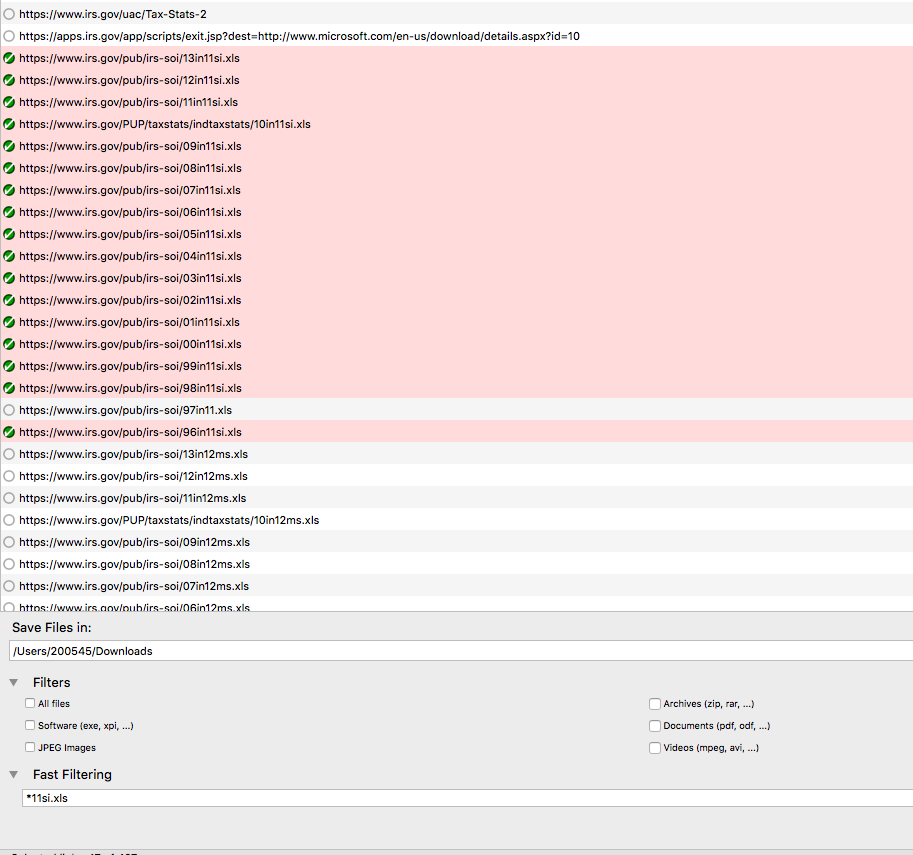 https://www.irs.gov/uac/Tax-Stats-2
https://apps.irs.gov/app/scripts/exit.jsp?dest=http://www.microsoft.com/en-us/download/details.aspx?id=10
https://www.irs.gov/pub/irs-soi/13in11si.xls
https://www.irs.gov/pub/irs-soi/12in11si.xls
https://www.irs.gov/pub/irs-soi/11in11si.xls
https://www.irs.gov/PUP/taxstats/indtaxstats/10in11si.xls
https://www.irs.gov/pub/irs-soi/09in11si.xls
https://www.irs.gov/pub/irs-soi/08in11si.xls
https://www.irs.gov/pub/irs-soi/07in11si.xls
https://www.irs.gov/pub/irs-soi/06in11si.xls
https://www.irs.gov/pub/irs-soi/05in11si.xls
https://www.irs.gov/pub/irs-soi/04in11si.xls
https://www.irs.gov/pub/irs-soi/03in11si.xls
https://www.irs.gov/pub/irs-soi/02in11si.xls
https://www.irs.gov/pub/irs-soi/01in11si.xls
https://www.irs.gov/pub/irs-soi/00in11si.xls
https://www.irs.gov/pub/irs-soi/99in11si.xls
https://www.irs.gov/pub/irs-soi/98in11si.xls
https://www.irs.gov/pub/irs-soi/97in11.xls
https://www.irs.gov/pub/irs-soi/96in11si.xls
https://www.irs.gov/pub/irs-soi/13in12ms.xls
https://www.irs.gov/pub/irs-soi/12in12ms.xls
https://www.irs.gov/pub/irs-soi/11in12ms.xls
https://www.irs.gov/PUP/taxstats/indtaxstats/10in12ms.xls
https://www.irs.gov/pub/irs-soi/09in12ms.xls
https://www.irs.gov/pub/irs-soi/08in12ms.xls
https://www.irs.gov/pub/irs-soi/07in12ms.xls
https://www.irs.gov/pub/irs-soi/06in12ms.xls
Save Files in:
/Users/200545/Downloads
Filters
All files
Archives (zip, rar, ...)
Software (exe, xpi, ...)
Documents (pdf, odf, ...)
JPEG Images
Videos (mpeg, avi, ...)
Fast Filtering
*11si.xls